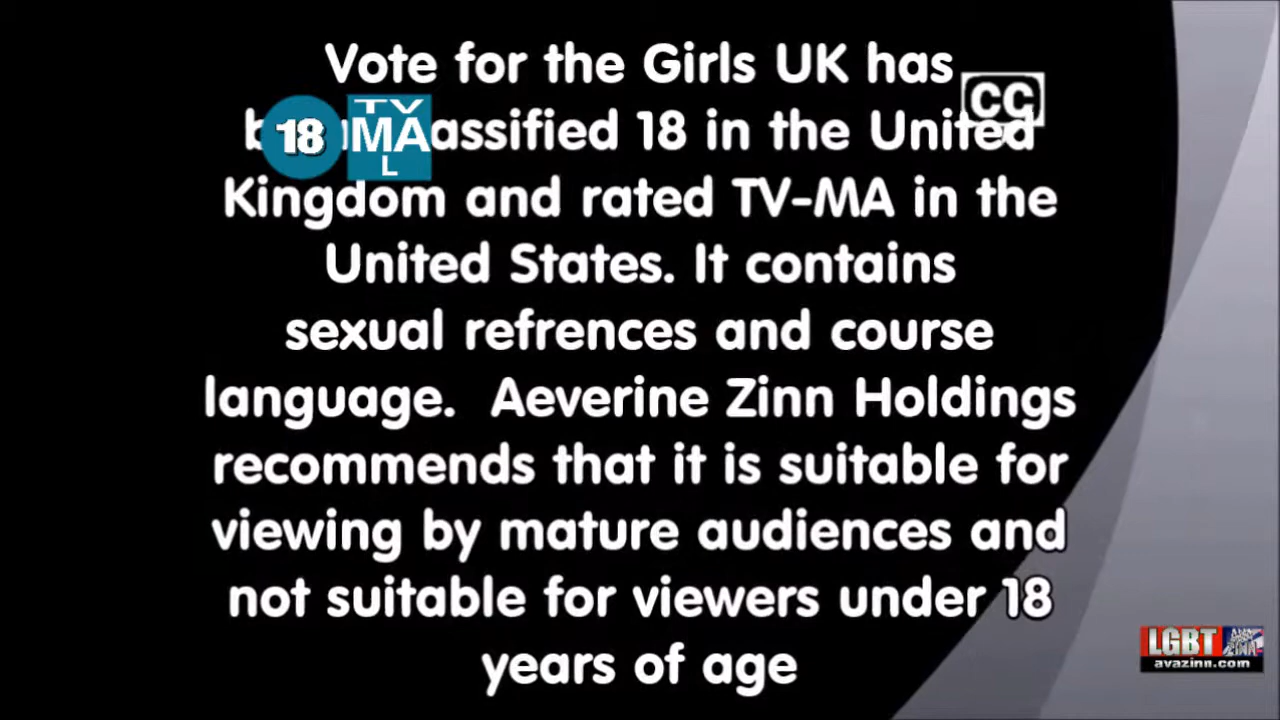 Vote for the Girls UK has
CC
18
TV
MA
L
assified 18 in the United
Kingdom and rated TV-MA in the
United States. It contains
sexual refrences and course
language. Aeverine Zinn Holdings
recommends that it is suitable for
viewing by mature audiences and
not suitable for viewers under 18
years of age
LGBT
AVA
ZINN
avazinn.com